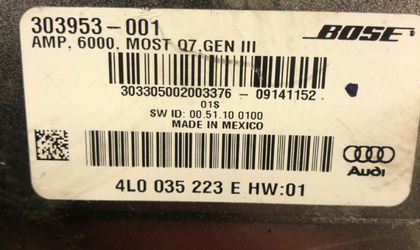 303953-001
BOSE
AMP, 6000, MOST Q7,GEN III
303305002003376 - 09141152
01S
SW ID: 00.51.10 0100
MADE IN MEXICO
4L0 035 223 E HW:01
Audi